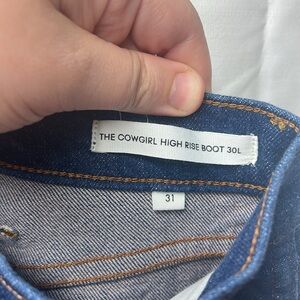 THE COWGIRL HIGH RISE BOOT 30L
31